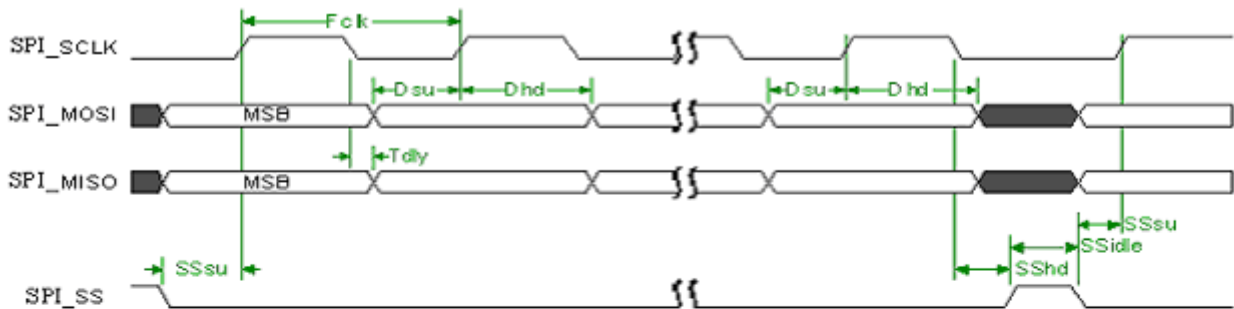 Fclk
SPI_SCLK
Dsu Dhd Dsu Dhd
SPI_MOSI MSB
Tdly
SPI_MISO MSB
SSsu
SSidle
SSsu SShd
SPI_SS